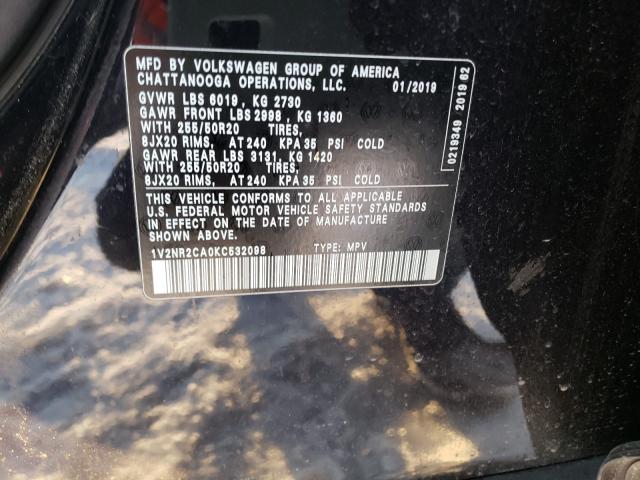 MFD BY VOLKSWAGEN GROUP OF AMERICA
CHATTANOOGA OPERATIONS, LLC. 01/2019
GVWR LBS 6019, KG 2730
GAWR FRONT LBS 2998, KG 1360
WITH 255/50R20 TIRES,
8JX20 RIMS, AT 240 KPA 35 PSI COLD
GAWR REAR LBS 3131, KG 1420
WITH 255/50R20 TIRES,
8JX20 RIMS, AT 240 KPA 35 PSI COLD
THIS VEHICLE CONFORMS TO ALL APPLICABLE
U.S. FEDERAL MOTOR VEHICLE SAFETY STANDARDS
IN EFFECT ON THE DATE OF MANUFACTURE
SHOWN ABOVE.
1V2NR2CA0KC532098 TYPE: MPV
0219349 2019 62